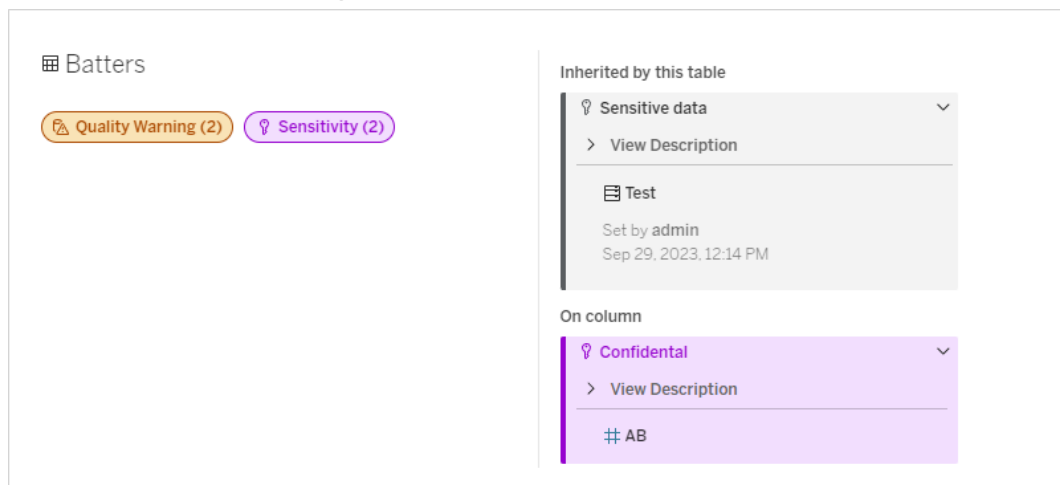 Batters
Quality Warning (2)
Sensitivity (2)
Inherited by this table
Sensitive data
View Description
Test
Set by admin
Sep 29, 2023, 12:14 PM
On column
Confidental
View Description
AB